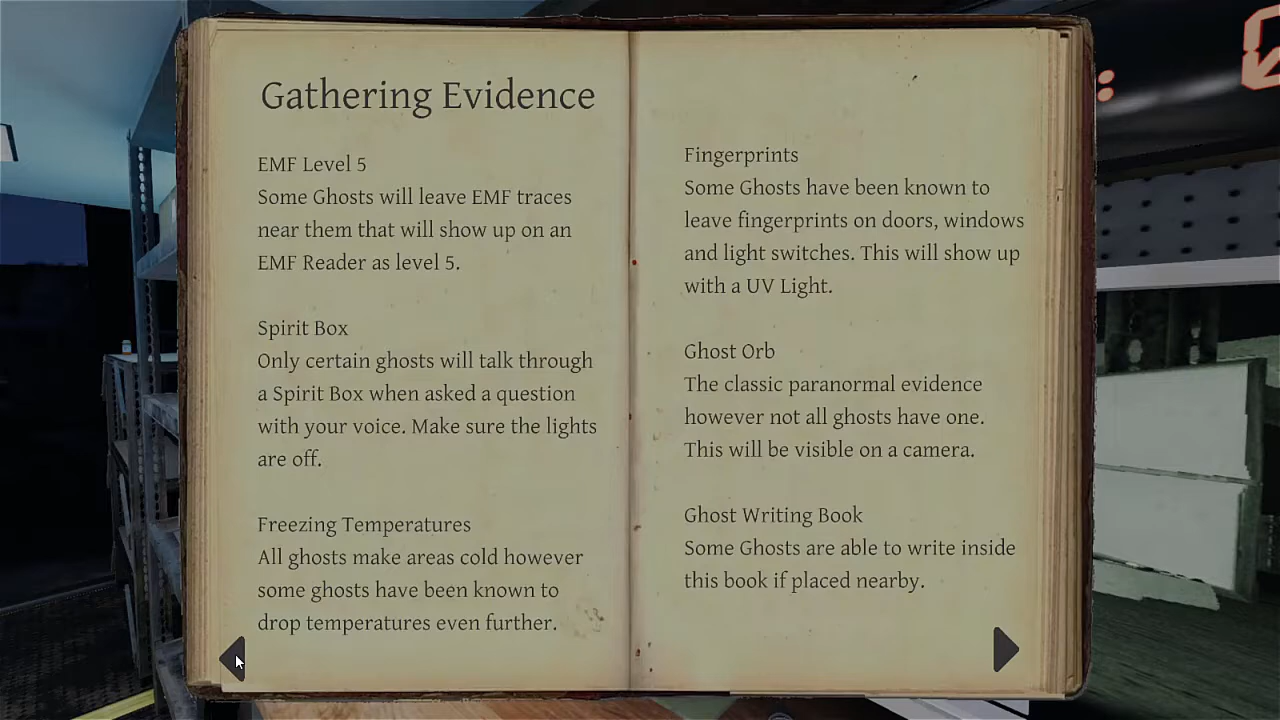 Gathering Evidence
EMF Level 5
Some Ghosts will leave EMF traces
near them that will show up on an
EMF Reader as level 5.
Spirit Box
Only certain ghosts will talk through
a Spirit Box when asked a question
with your voice. Make sure the lights
are off.
Freezing Temperatures
All ghosts make areas cold however
some ghosts have been known to
drop temperatures even further.
Fingerprints
Some Ghosts have been known to
leave fingerprints on doors, windows
and light switches. This will show up
with a UV Light.
Ghost Orb
The classic paranormal evidence
however not all ghosts have one.
This will be visible on a camera.
Ghost Writing Book
Some Ghosts are able to write inside
this book if placed nearby.